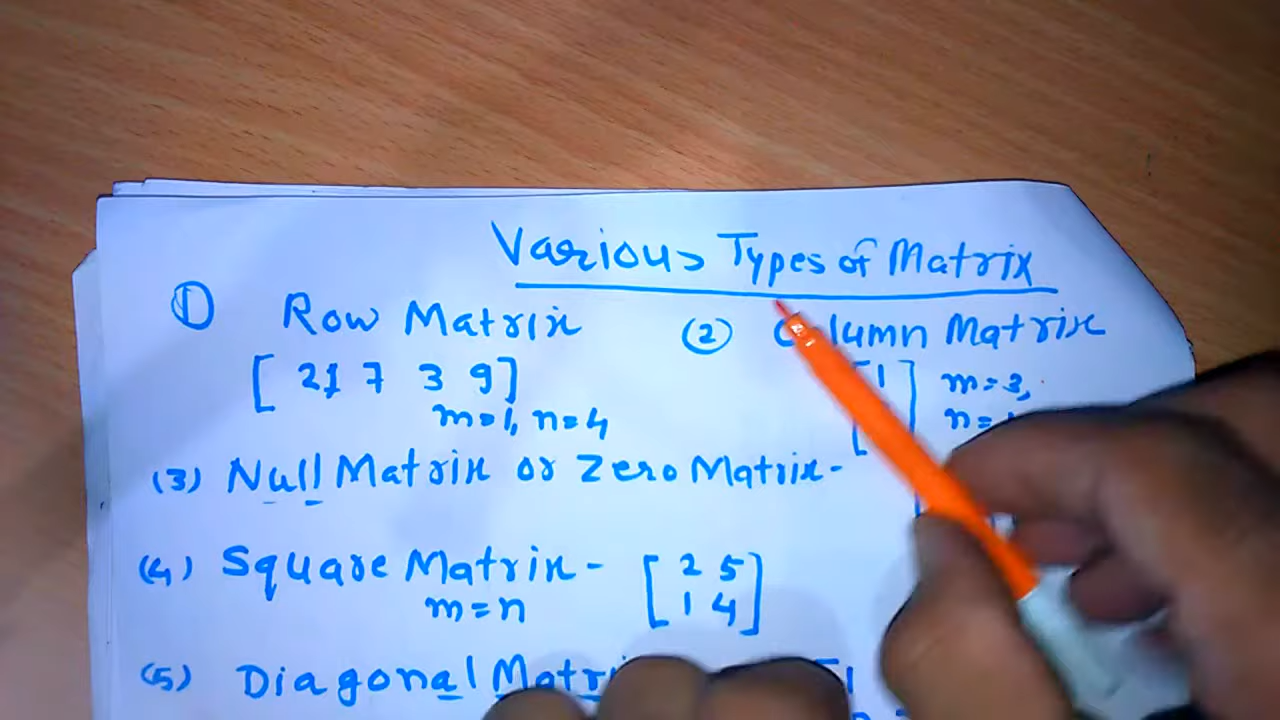 Various Types of Matrix
① Row Matrix
[ 21 7 3 9 ]
m=1, n=4
(2) Column Matrix
[ 1 ] m=3,
n=
(3) Null Matrix or Zero Matrix-
(4) Square Matrix- [ 2 5
1 4 ]
m=n
(5) Diagonal